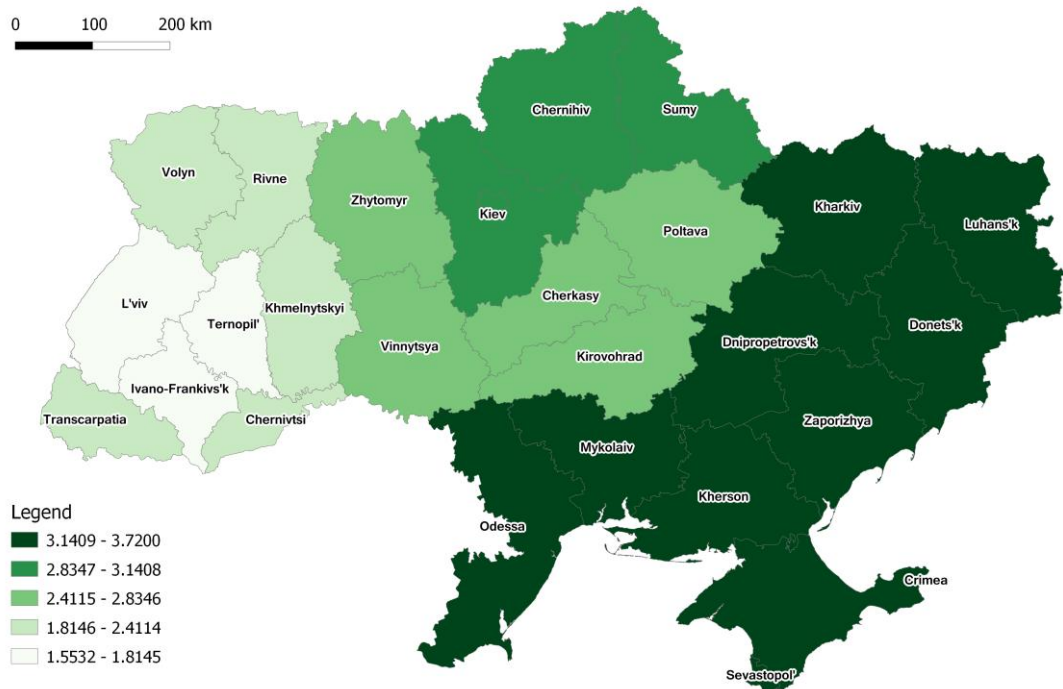 0 100 200 km
Chernihiv
Sumy
Volyn
Rivne
Zhytomyr
Kiev
Kharkiv
Luhans'k
Poltava
L'viv
Ternopil'
Khmelnytskyi
Cherkasy
Donets'k
Vinnytsya
Kirovohrad
Dnipropetrovs'k
Ivano-Frankivs'k
Transcarpatia
Chernivtsi
Zaporizhya
Mykolaiv
Kherson
Odessa
Crimea
Sevastopol'
Legend
3.1409 - 3.7200
2.8347 - 3.1408
2.4115 - 2.8346
1.8146 - 2.4114
1.5532 - 1.8145